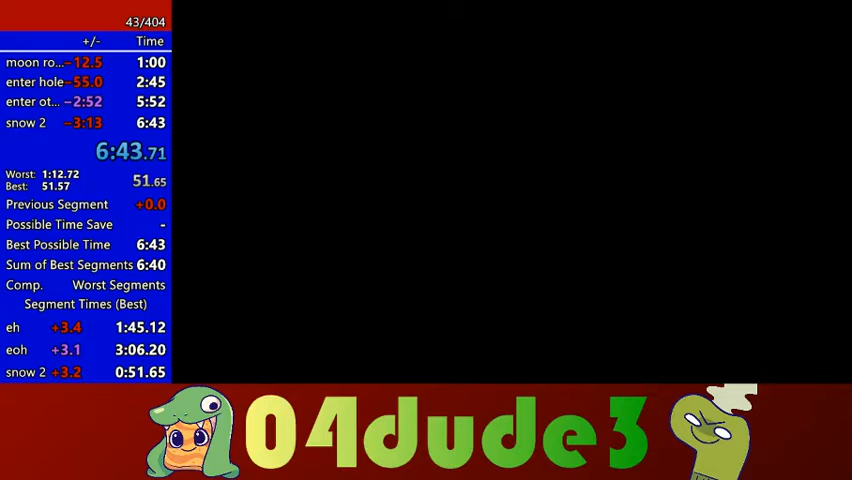 43/404
+/- Time
moon ro... -12.5 1:00
enter hole -55.0 2:45
enter ot... -2:52 5:52
snow 2 -3:13 6:43
6:43.71
Worst: 1:12.72
Best: 51.57
51.65
Previous Segment +0.0
Possible Time Save -
Best Possible Time 6:43
Sum of Best Segments 6:40
Comp. Worst Segments
Segment Times (Best)
eh +3.4 1:45.12
eoh +3.1 3:06.20
snow 2 +3.2 0:51.65
04dude3